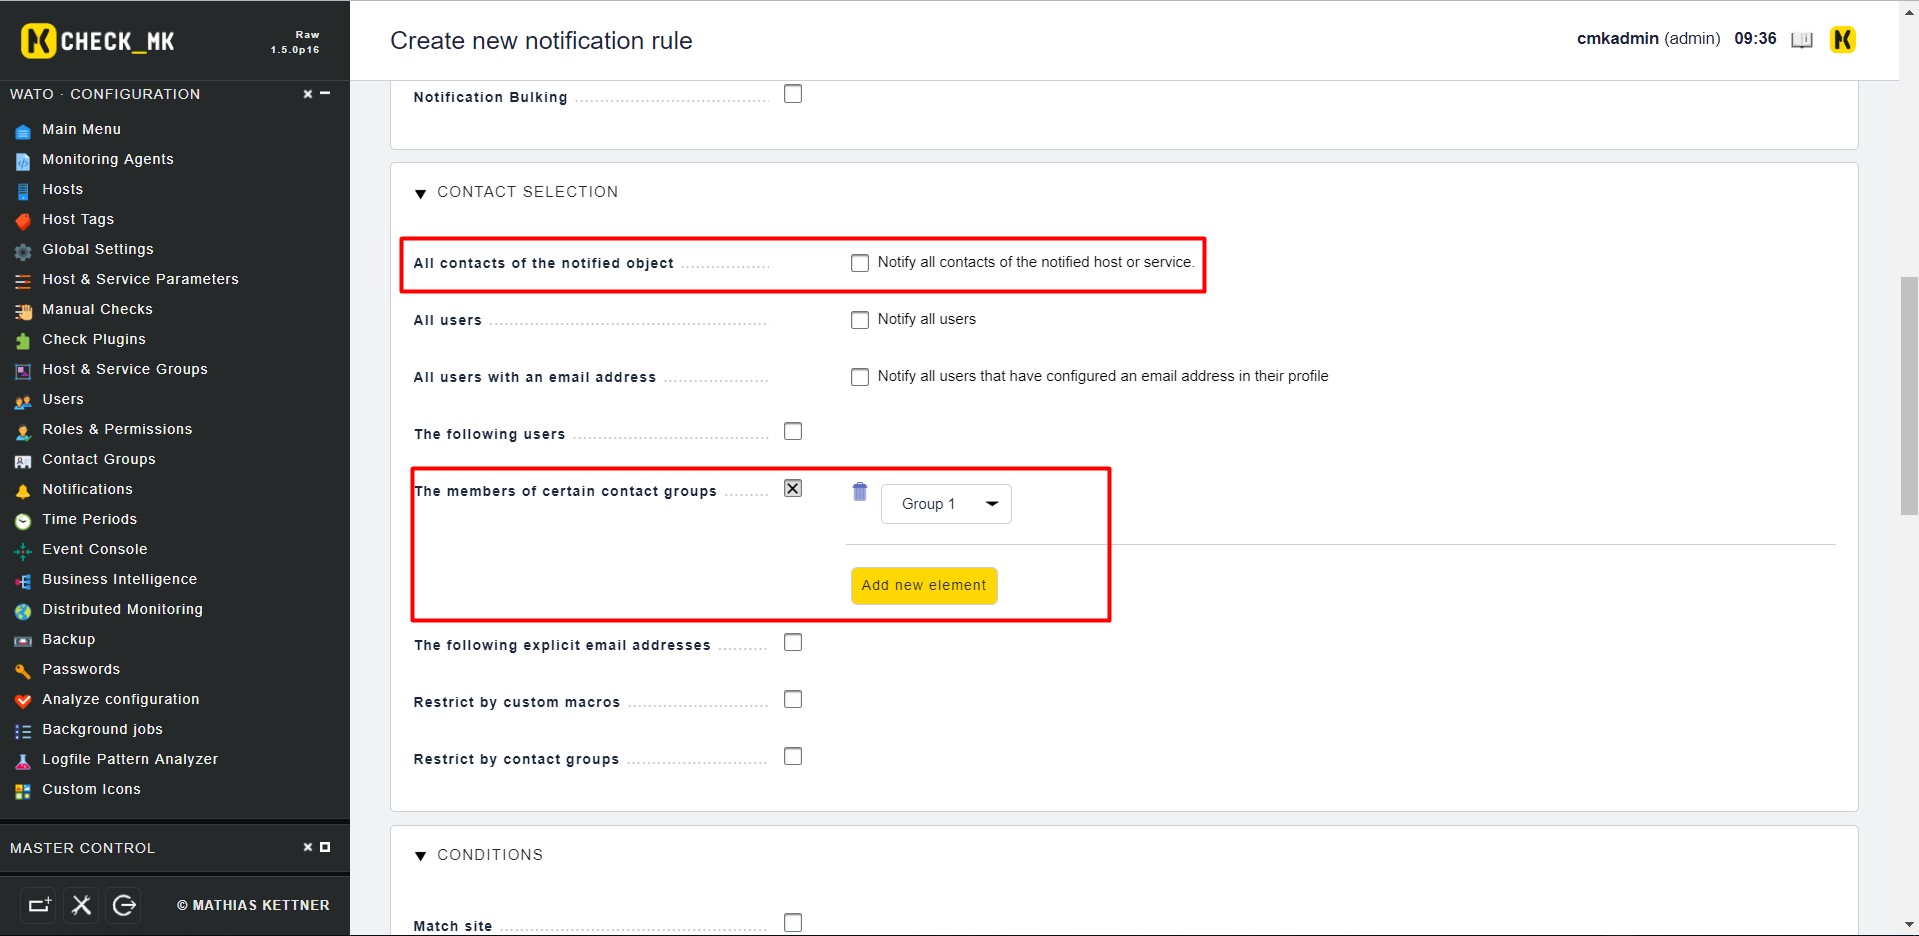 CHECK_MK
Raw
1.5.0p16
Create new notification rule
cmkadmin (admin) 09:36
WATO · CONFIGURATION
Main Menu
Monitoring Agents
Hosts
Host Tags
Global Settings
Host & Service Parameters
Manual Checks
Check Plugins
Host & Service Groups
Users
Roles & Permissions
Contact Groups
Notifications
Time Periods
Event Console
Business Intelligence
Distributed Monitoring
Backup
Passwords
Analyze configuration
Background jobs
Logfile Pattern Analyzer
Custom Icons
MASTER CONTROL
© MATHIAS KETTNER
Notification Bulking
CONTACT SELECTION
All contacts of the notified object Notify all contacts of the notified host or service.
All users Notify all users
All users with an email address Notify all users that have configured an email address in their profile
The following users
The members of certain contact groups Group 1
Add new element
The following explicit email addresses
Restrict by custom macros
Restrict by contact groups
CONDITIONS
Match site